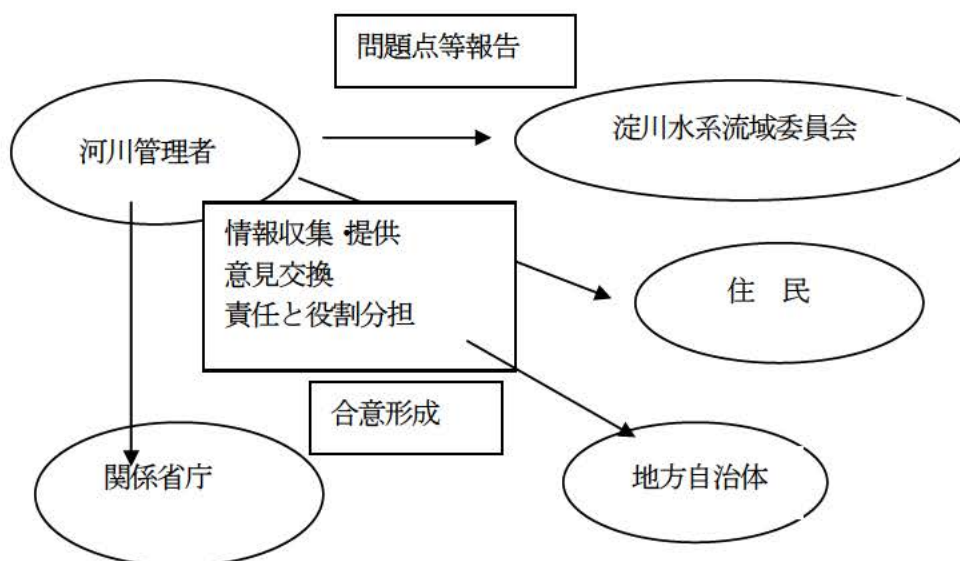 問題点等報告
河川管理者
淀川水系流域委員会
情報収集・提供
意見交換
責任と役割分担
住　民
合意形成
関係省庁
地方自治体